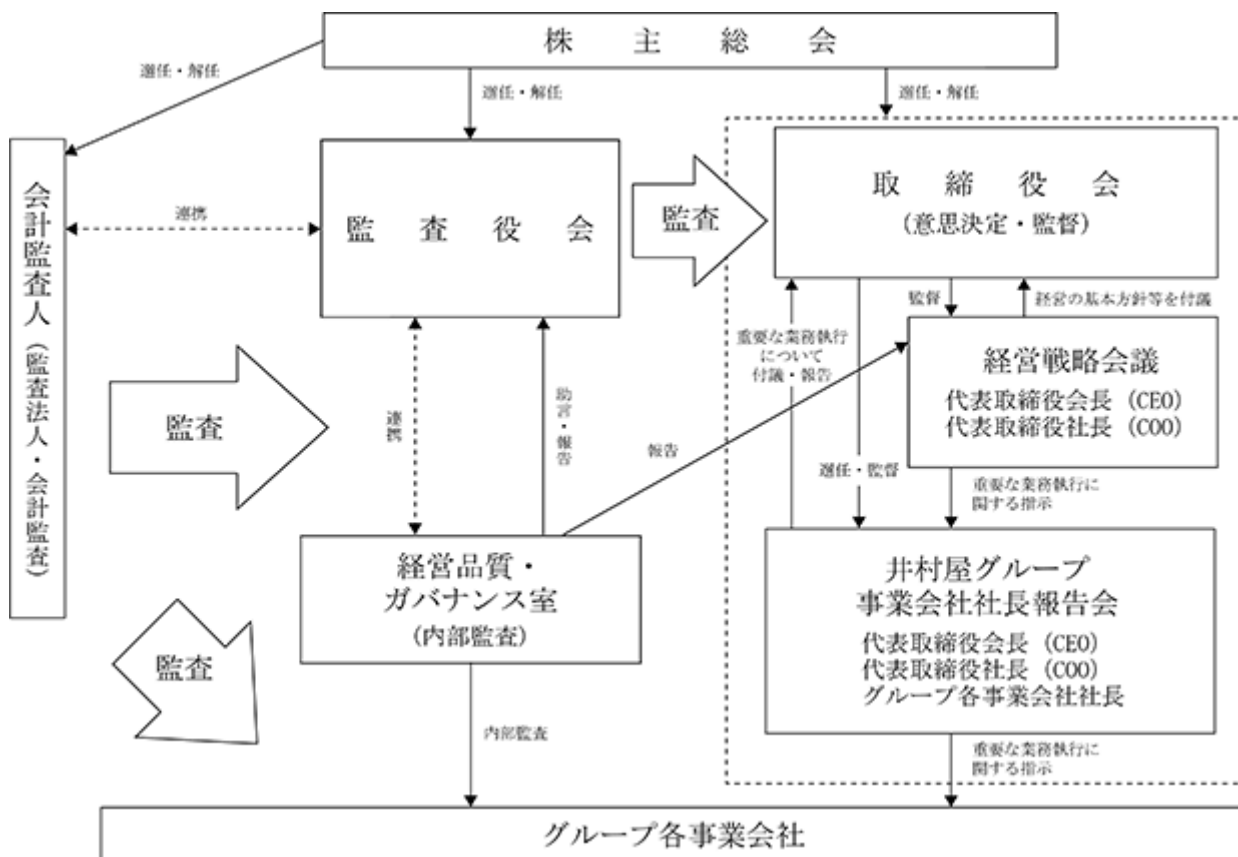 株主総会
選任・解任
選任・解任
選任・解任
会計監査人（監査法人・会計監査）
連携
監査役会
監査
取締役会
（意思決定・監督）
監督
経営の基本方針等を付議
重要な業務執行
について
付議・報告
経営戦略会議
代表取締役会長（CEO）
代表取締役社長（COO）
監査
連携
助言・報告
報告
選任・監督
重要な業務執行に
関する指示
経営品質・
ガバナンス室
（内部監査）
井村屋グループ
事業会社社長報告会
代表取締役会長（CEO）
代表取締役社長（COO）
グループ各事業会社社長
監査
内部監査
重要な業務執行に
関する指示
グループ各事業会社